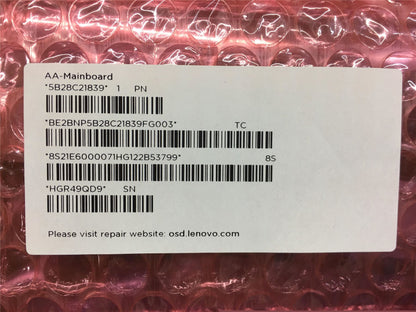 AA-Mainboard
*5B28C21839* 1 PN
*BE2BNP5B28C21839FG003* TC
*8S21E6000071HG122B53799* 8S
*HGR49QD9* SN
Please visit repair website: osd.lenovo.com